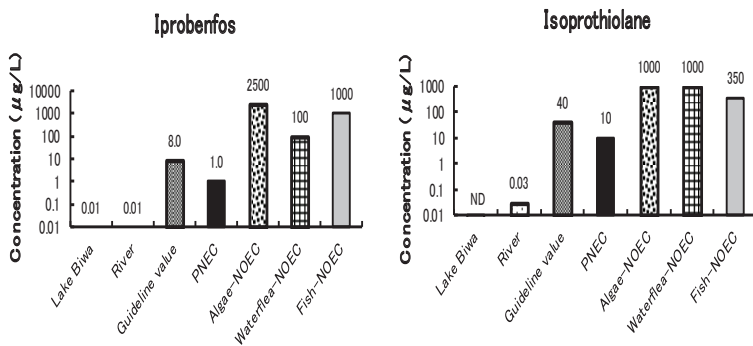 Iprobenfos
Concentration (μg/L)
10000
1000
100
10
1
0.1
0.01
0.01
0.01
8.0
1.0
2500
100
1000
Lake Biwa
River
Guideline value
PNEC
Algae-NOEC
Waterflea-NOEC
Fish-NOEC
Isoprothiolane
Concentration (μg/L)
1000
100
10
1
0.1
0.01
ND
0.03
40
10
1000
1000
350
Lake Biwa
River
Guideline value
PNEC
Algae-NOEC
Waterflea-NOEC
Fish-NOEC